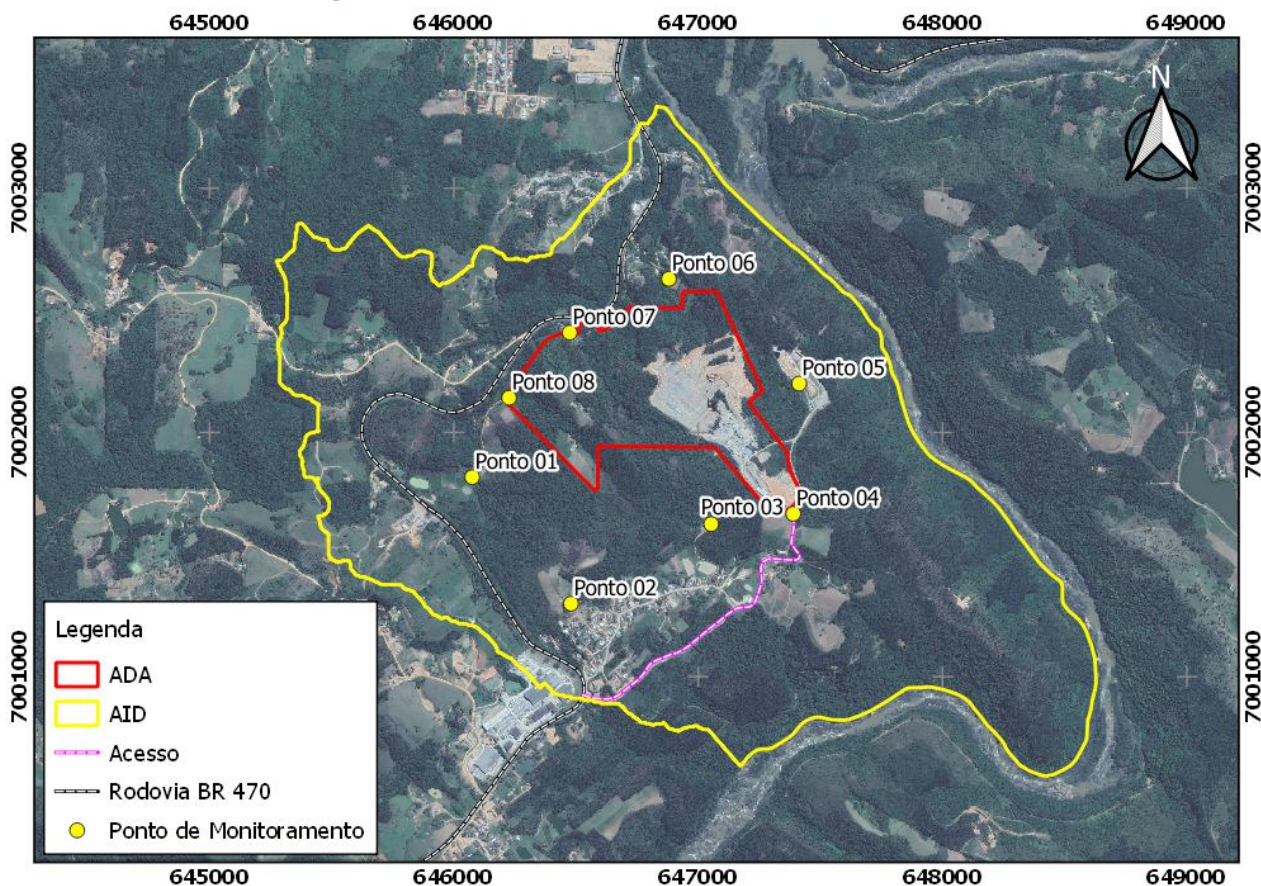 645000 646000 647000 648000 649000
N
7003000 7003000
Ponto 06
Ponto 07
Ponto 05
Ponto 08
7002000 7002000
Ponto 01
Ponto 03 Ponto 04
Ponto 02
7001000 7001000
Legenda
ADA
AID
Acesso
Rodovia BR 470
Ponto de Monitoramento
645000 646000 647000 648000 649000